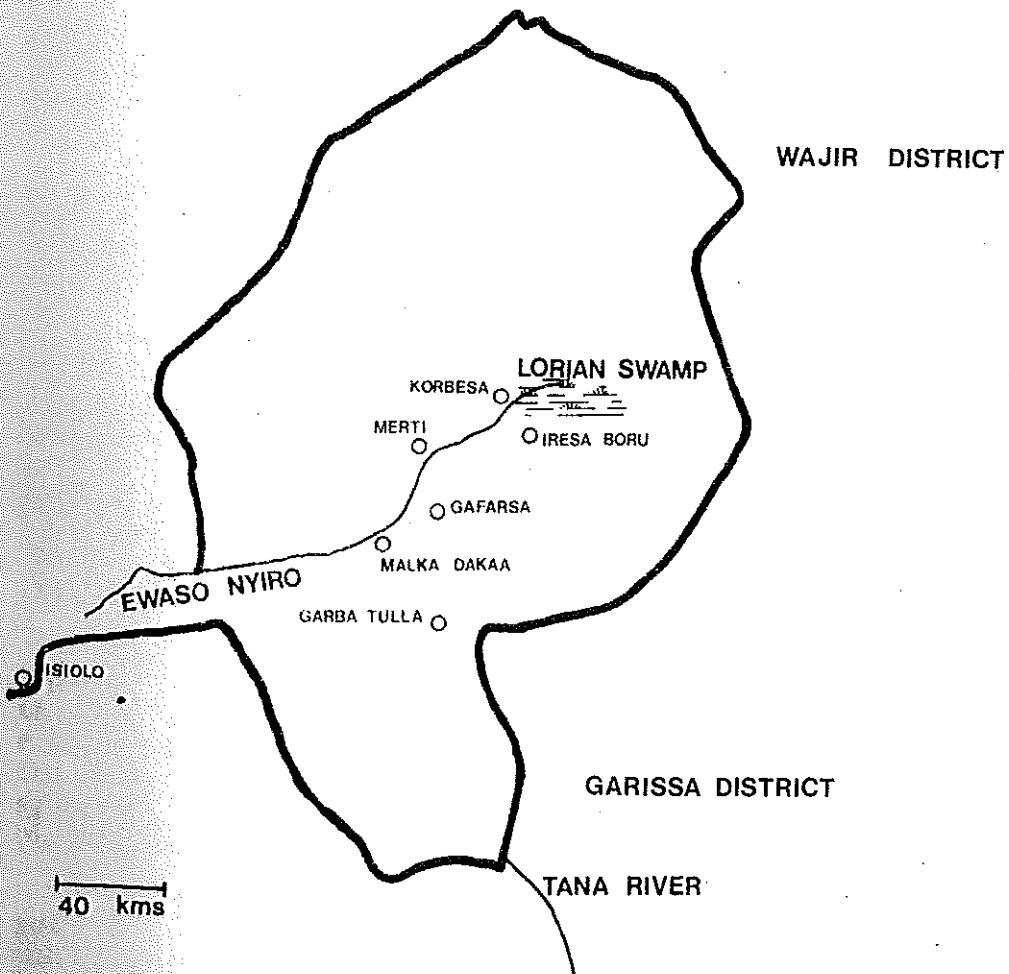 WAJIR DISTRICT
LORIAN SWAMP
KORBESA
MERTI
IRESA BORU
GAFARSA
MALKA DAKAA
EWASO NYIRO
GARBA TULLA
ISIOLO
GARISSA DISTRICT
TANA RIVER
40 kms